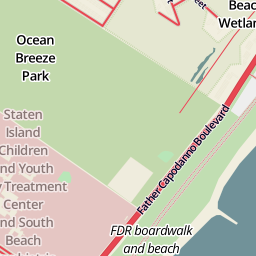 Ocean
Breeze
Park
Beac
Wetlan
Staten
Island
Children
and Youth
y Treatment
Center
and South
Beach
Father Capodanno Boulevard
FDR boardwalk
and beach